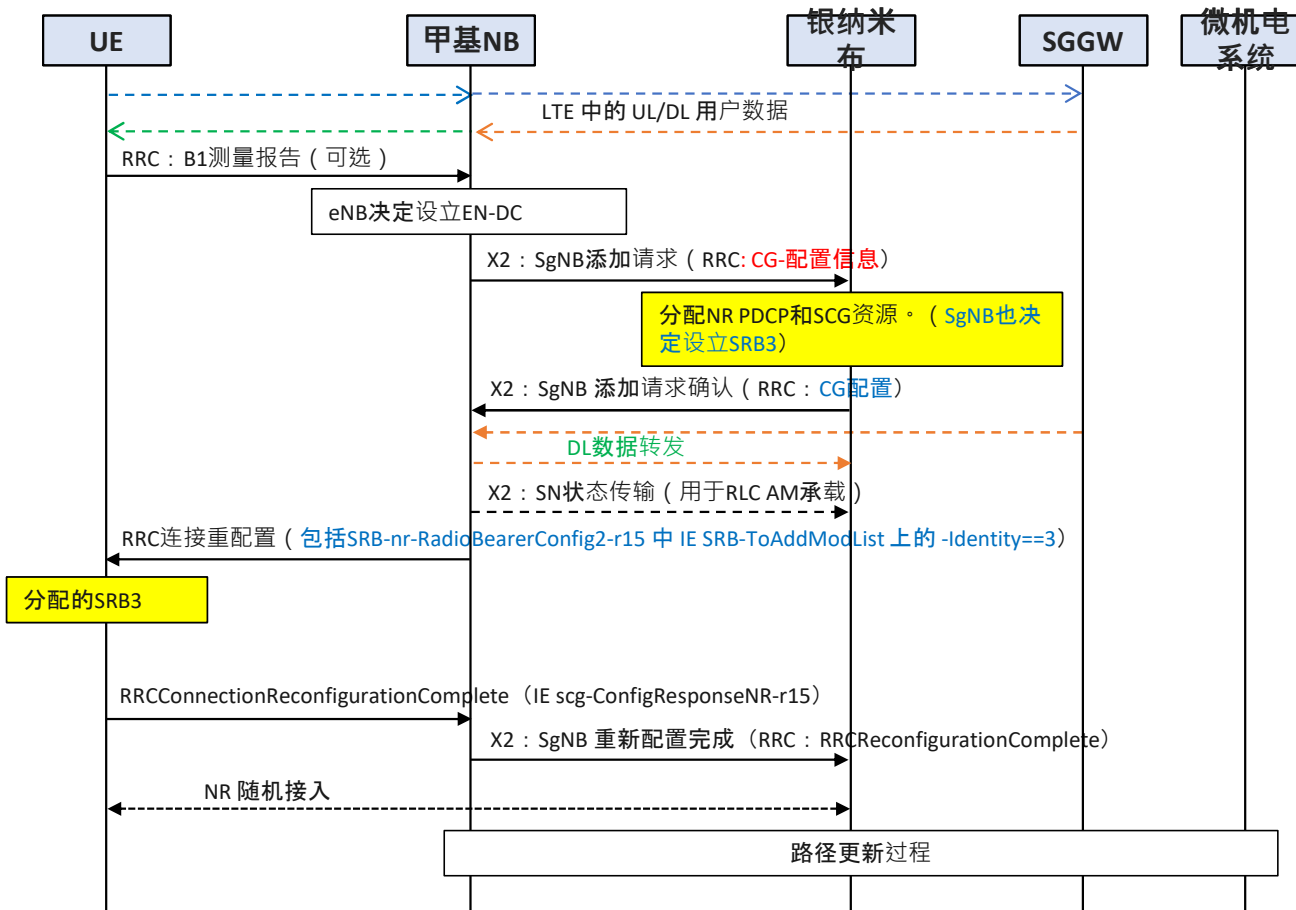 UE
甲基NB
银纳米
布
SGGW
微机电
系统
LTE 中的 UL/DL 用户数据
RRC：B1测量报告（可选）
eNB决定设立EN-DC
X2：SgNB添加请求（RRC: CG-配置信息）
分配NR PDCP和SCG资源。（SgNB也决
定设立SRB3）
X2：SgNB 添加请求确认（RRC：CG配置）
DL数据转发
X2：SN状态传输（用于RLC AM承载）
RRC连接重配置（包括SRB-nr-RadioBearerConfig2-r15 中 IE SRB-ToAddModList 上的 -Identity==3）
分配的SRB3
RRCConnectionReconfigurationComplete（IE scg-ConfigResponseNR-r15）
X2：SgNB 重新配置完成（RRC：RRCReconfigurationComplete）
NR 随机接入
路径更新过程